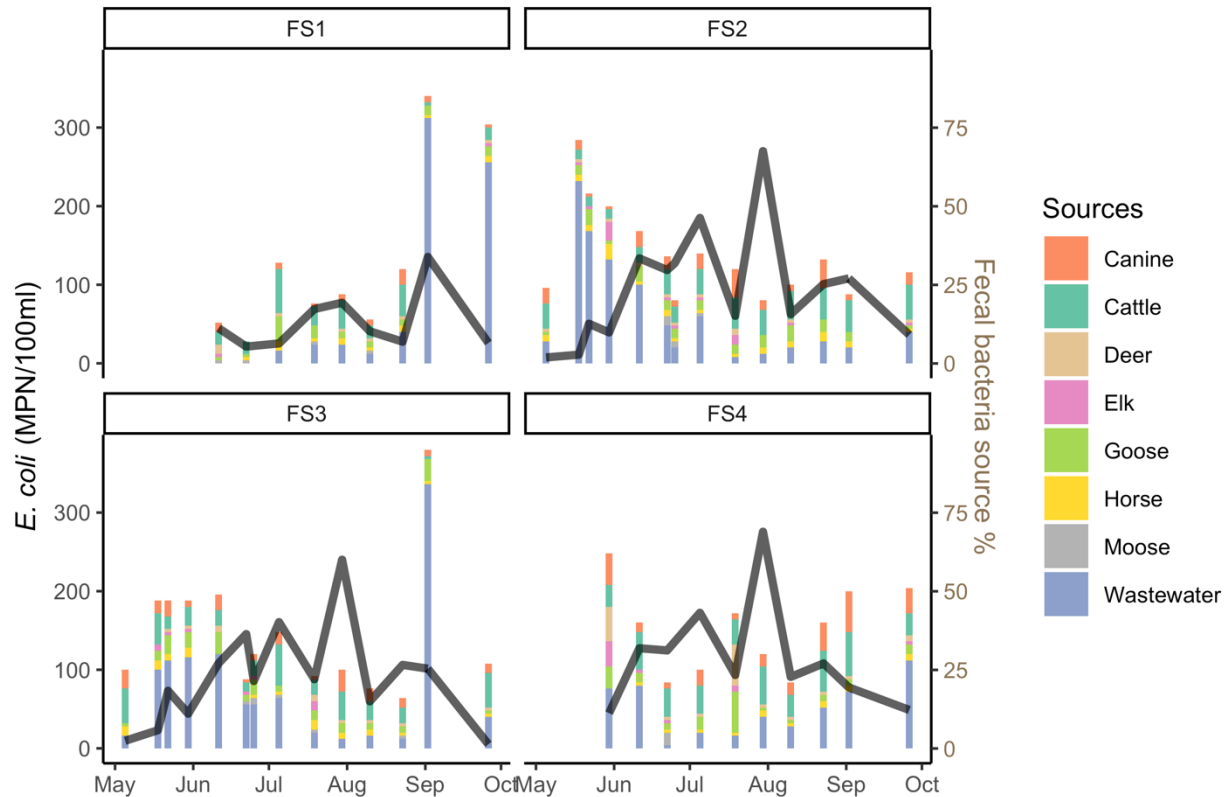 FS1
FS2
300
200
100
0
75
50
25
0
FS3
FS4
300
200
100
0
75
50
25
0
May
Jun
Jul
Aug
Sep
Oct
May
Jun
Jul
Aug
Sep
Oct
E. coli (MPN/100ml)
Fecal bacteria source %
Sources
Canine
Cattle
Deer
Elk
Goose
Horse
Moose
Wastewater